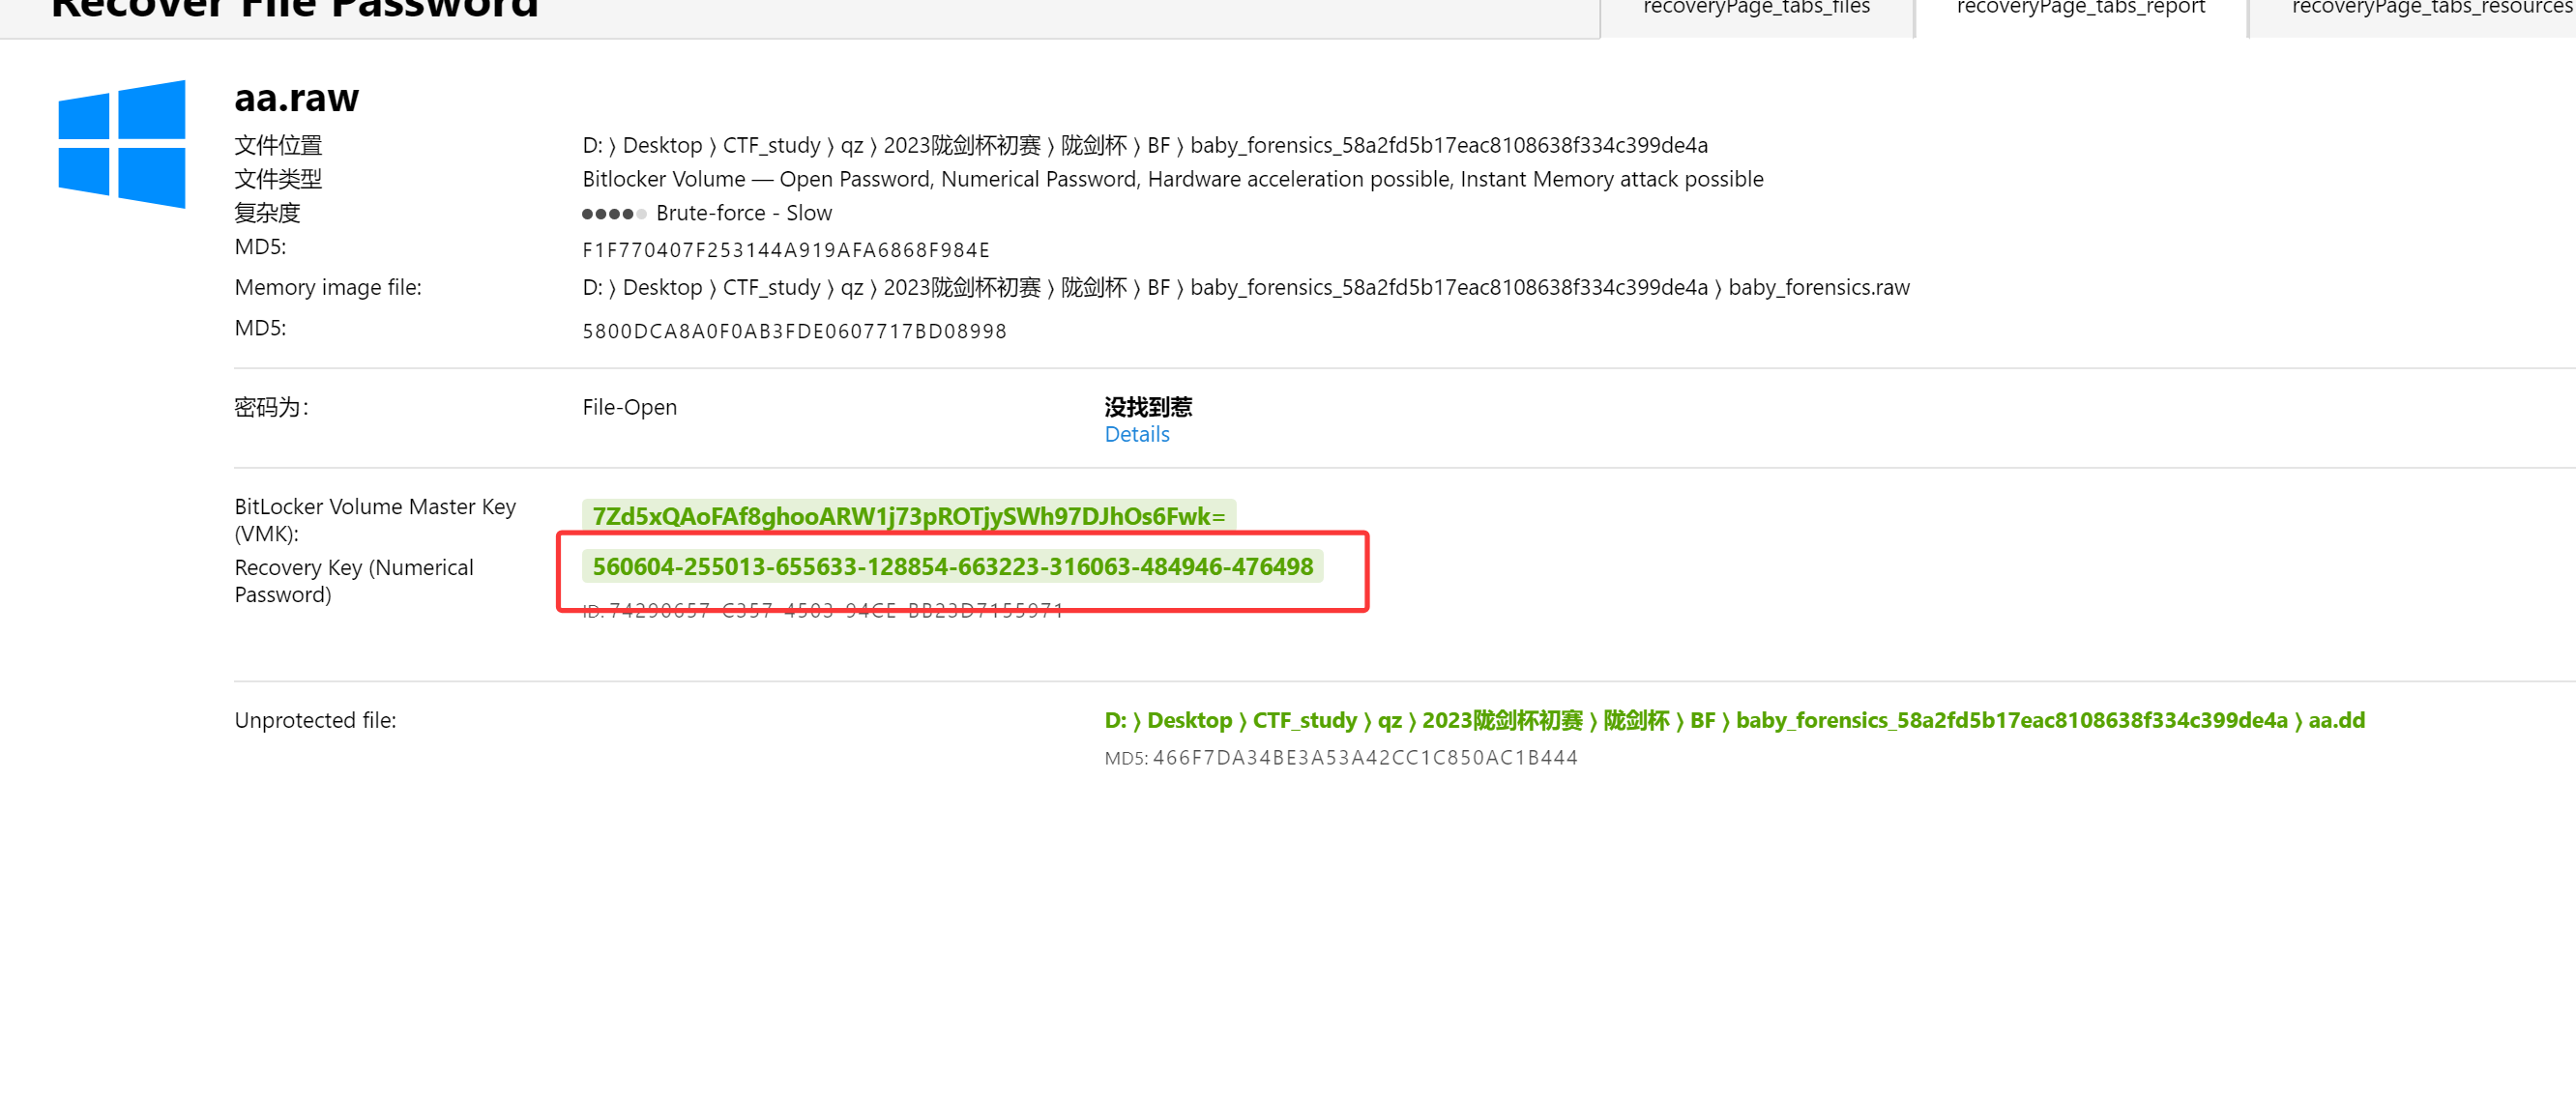 Recover File Password
recoveryPage_tabs_files
recoveryPage_tabs_report
recoveryPage_tabs_resources
aa.raw
文件位置 D: ⟩ Desktop ⟩ CTF_study ⟩ qz ⟩ 2023陇剑杯初赛 ⟩ 陇剑杯 ⟩ BF ⟩ baby_forensics_58a2fd5b17eac8108638f334c399de4a
文件类型 Bitlocker Volume — Open Password, Numerical Password, Hardware acceleration possible, Instant Memory attack possible
复杂度 Brute-force - Slow
MD5: F1F770407F253144A919AFA6868F984E
Memory image file: D: ⟩ Desktop ⟩ CTF_study ⟩ qz ⟩ 2023陇剑杯初赛 ⟩ 陇剑杯 ⟩ BF ⟩ baby_forensics_58a2fd5b17eac8108638f334c399de4a ⟩ baby_forensics.raw
MD5: 5800DCA8A0F0AB3FDE0607717BD08998
密码为: File-Open 没找到惹
Details
BitLocker Volume Master Key
(VMK):
7Zd5xQAoFAf8ghooARW1j73pROTjySWh97DJhOs6Fwk=
Recovery Key (Numerical
Password)
560604-255013-655633-128854-663223-316063-484946-476498
ID: 74290657-C357-4503-94CE-BB23D7155971
Unprotected file: D: ⟩ Desktop ⟩ CTF_study ⟩ qz ⟩ 2023陇剑杯初赛 ⟩ 陇剑杯 ⟩ BF ⟩ baby_forensics_58a2fd5b17eac8108638f334c399de4a ⟩ aa.dd
MD5: 466F7DA34BE3A53A42CC1C850AC1B444